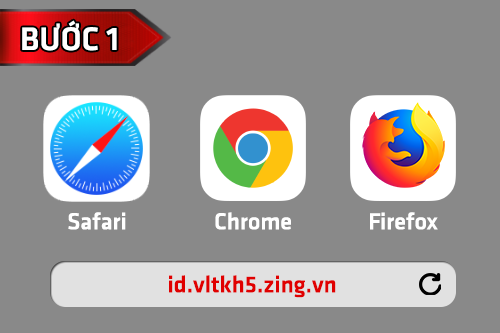 BƯỚC 1
Safari
Chrome
Firefox
id.vltkh5.zing.vn